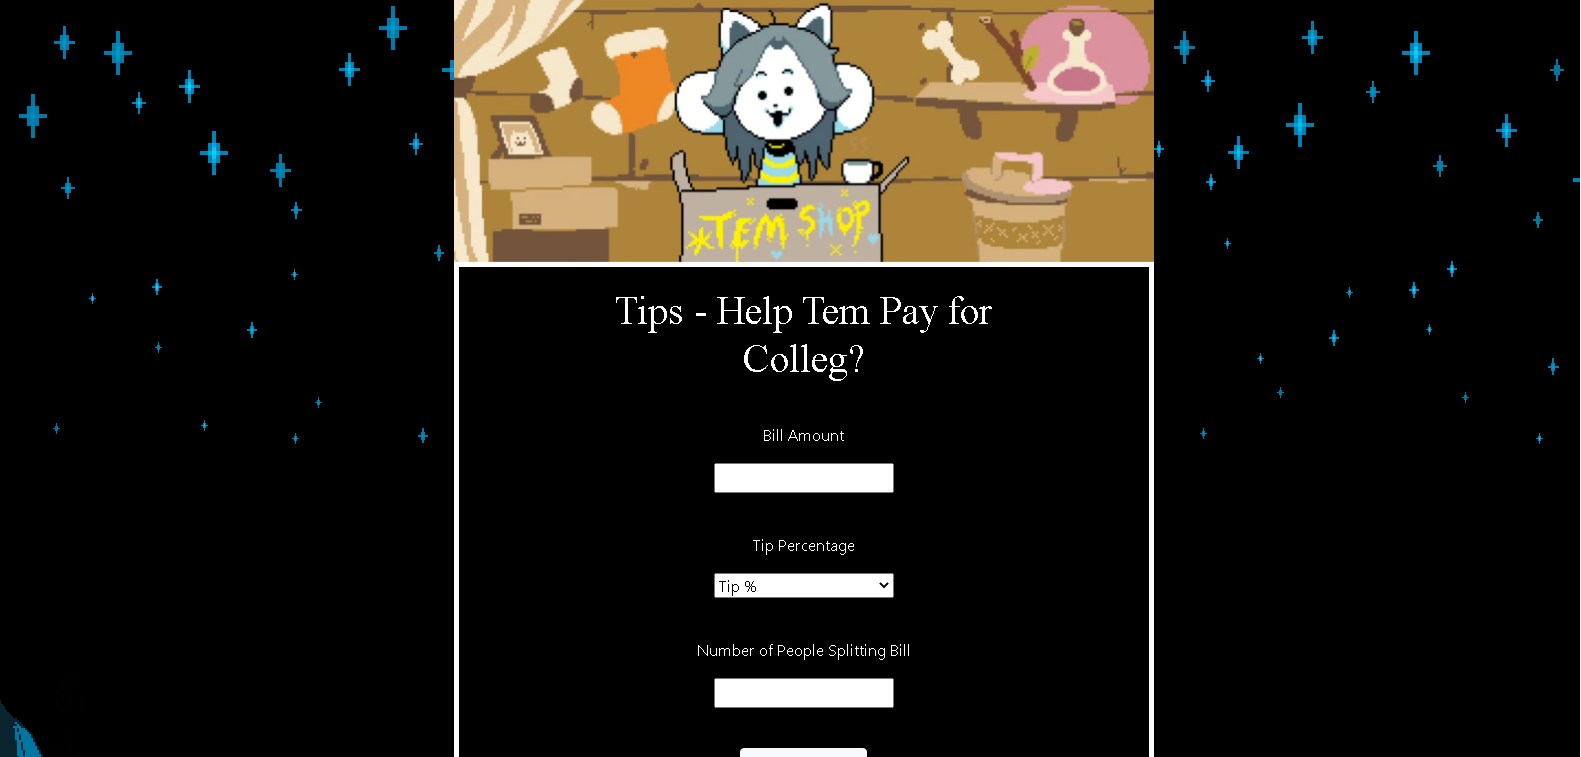 *TEM SHOP
Tips - Help Tem Pay for
Colleg?
Bill Amount
Tip Percentage
Tip %
Number of People Splitting Bill